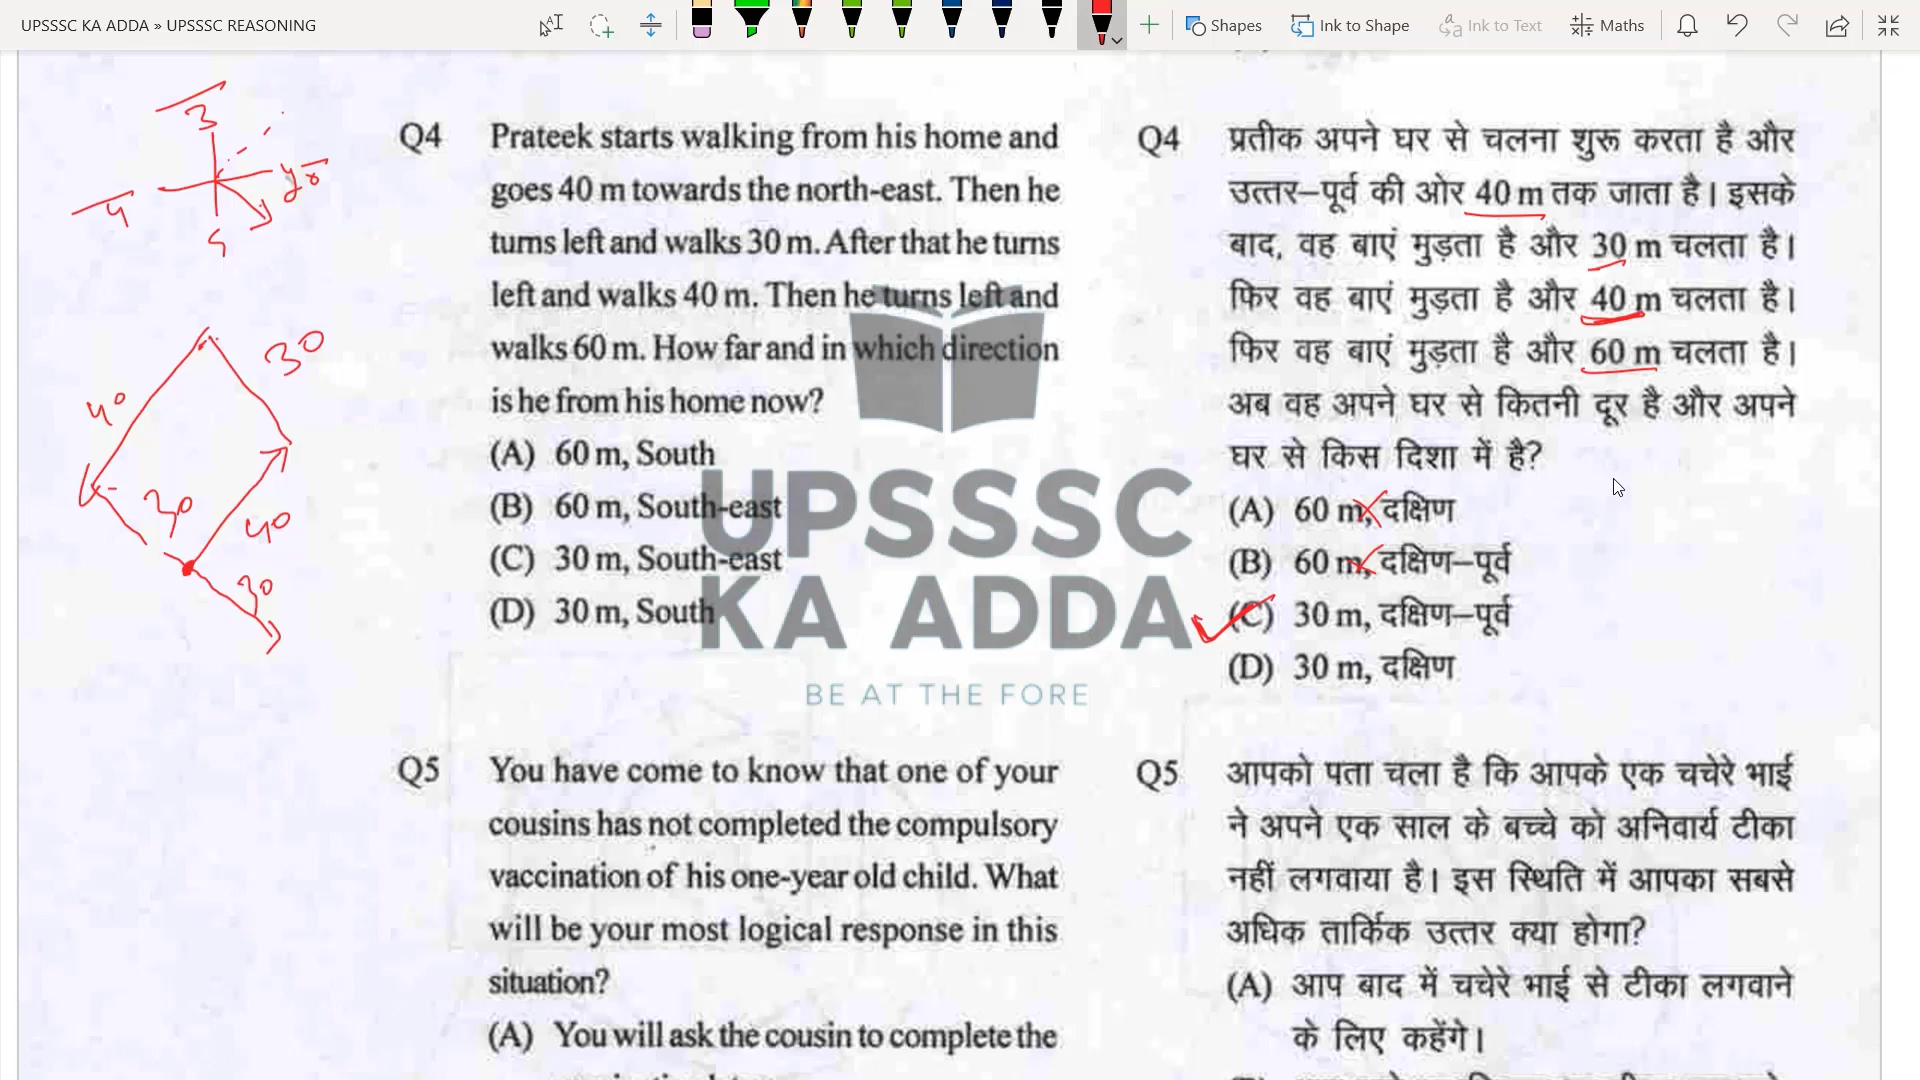 UPSSSC KA ADDA » UPSSSC REASONING
Shapes
Ink to Shape
Ink to Text
Maths
Q4
Prateek starts walking from his home and
goes 40 m towards the north-east. Then he
turns left and walks 30 m. After that he turns
left and walks 40 m. Then he turns left and
walks 60 m. How far and in which direction
is he from his home now?
(A) 60 m, South
(B) 60 m, South-east
(C) 30 m, South-east
(D) 30 m, South
Q4
प्रतीक अपने घर से चलना शुरू करता है और
उत्तर–पूर्व की ओर 40 m तक जाता है। इसके
बाद, वह बाएं मुड़ता है और 30 m चलता है।
फिर वह बाएं मुड़ता है और 40 m चलता है।
फिर वह बाएं मुड़ता है और 60 m चलता है।
अब वह अपने घर से कितनी दूर है और अपने
घर से किस दिशा में है?
(A) 60 m, दक्षिण
(B) 60 m, दक्षिण–पूर्व
(C) 30 m, दक्षिण–पूर्व
(D) 30 m, दक्षिण
30
40
30
40
30
UPSSSC
KA ADDA
BE AT THE FORE
Q5
You have come to know that one of your
cousins has not completed the compulsory
vaccination of his one-year old child. What
will be your most logical response in this
situation?
(A) You will ask the cousin to complete the
Q5
आपको पता चला है कि आपके एक चचेरे भाई
ने अपने एक साल के बच्चे को अनिवार्य टीका
नहीं लगवाया है। इस स्थिति में आपका सबसे
अधिक तार्किक उत्तर क्या होगा?
(A) आप बाद में चचेरे भाई से टीका लगवाने
के लिए कहेंगे।